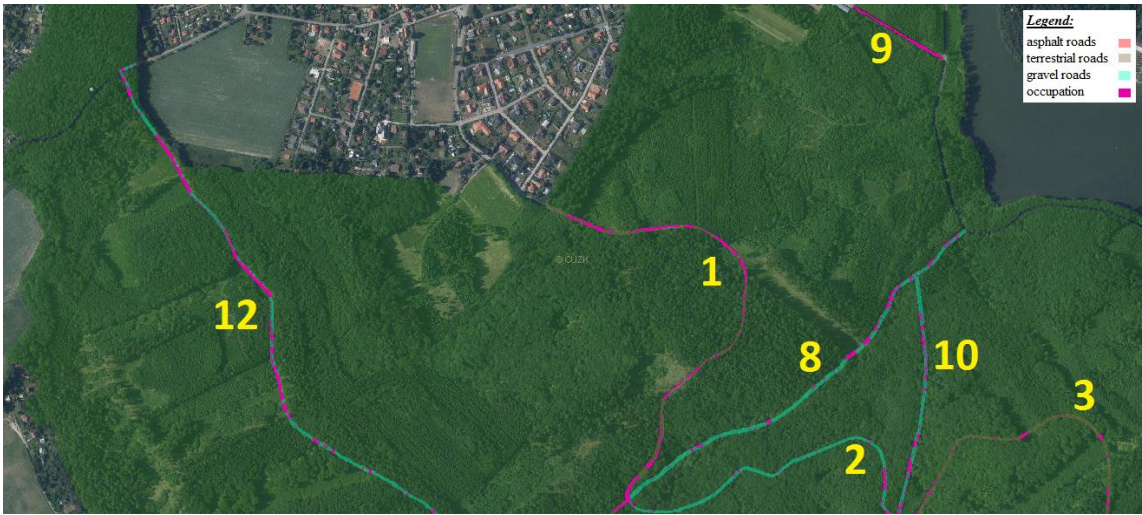 9
Legend:
asphalt roads
terrestrial roads
gravel roads
occupation
© ČÚZK
1
12
8
10
3
2